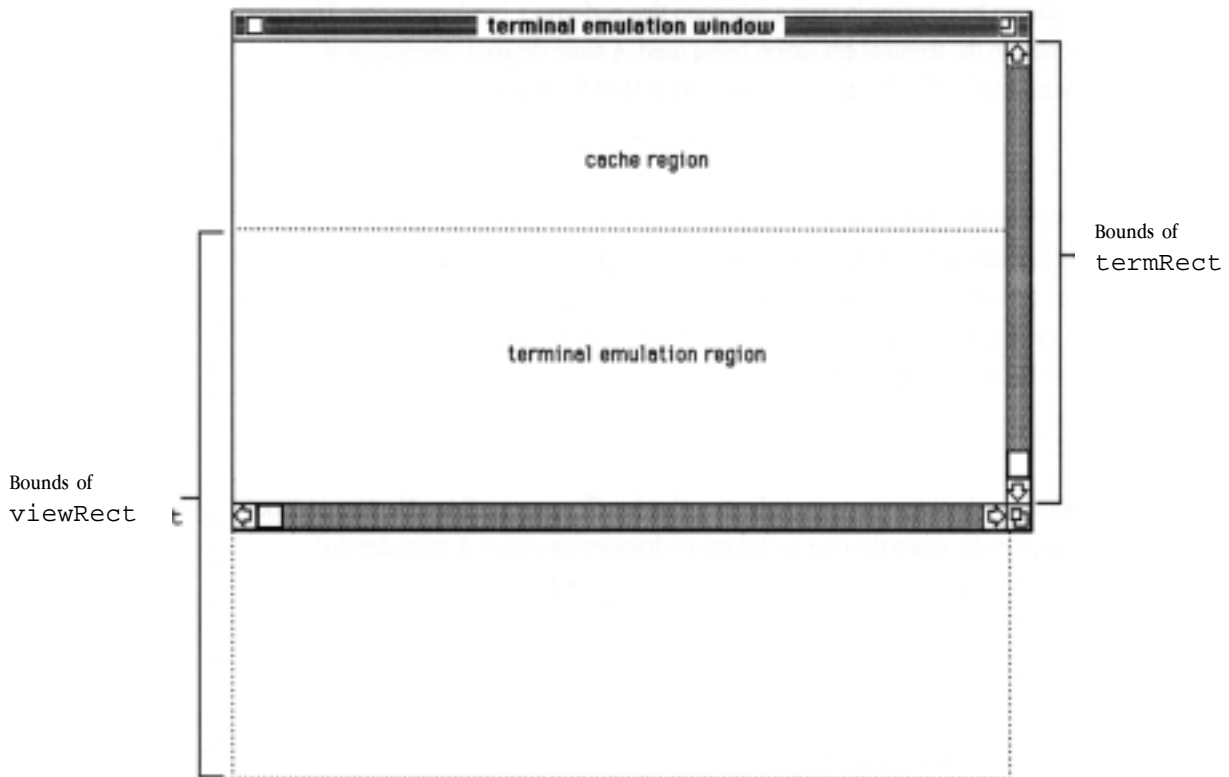 terminal emulation window
cache region
Bounds of
termRect
terminal emulation region
Bounds of
viewRect